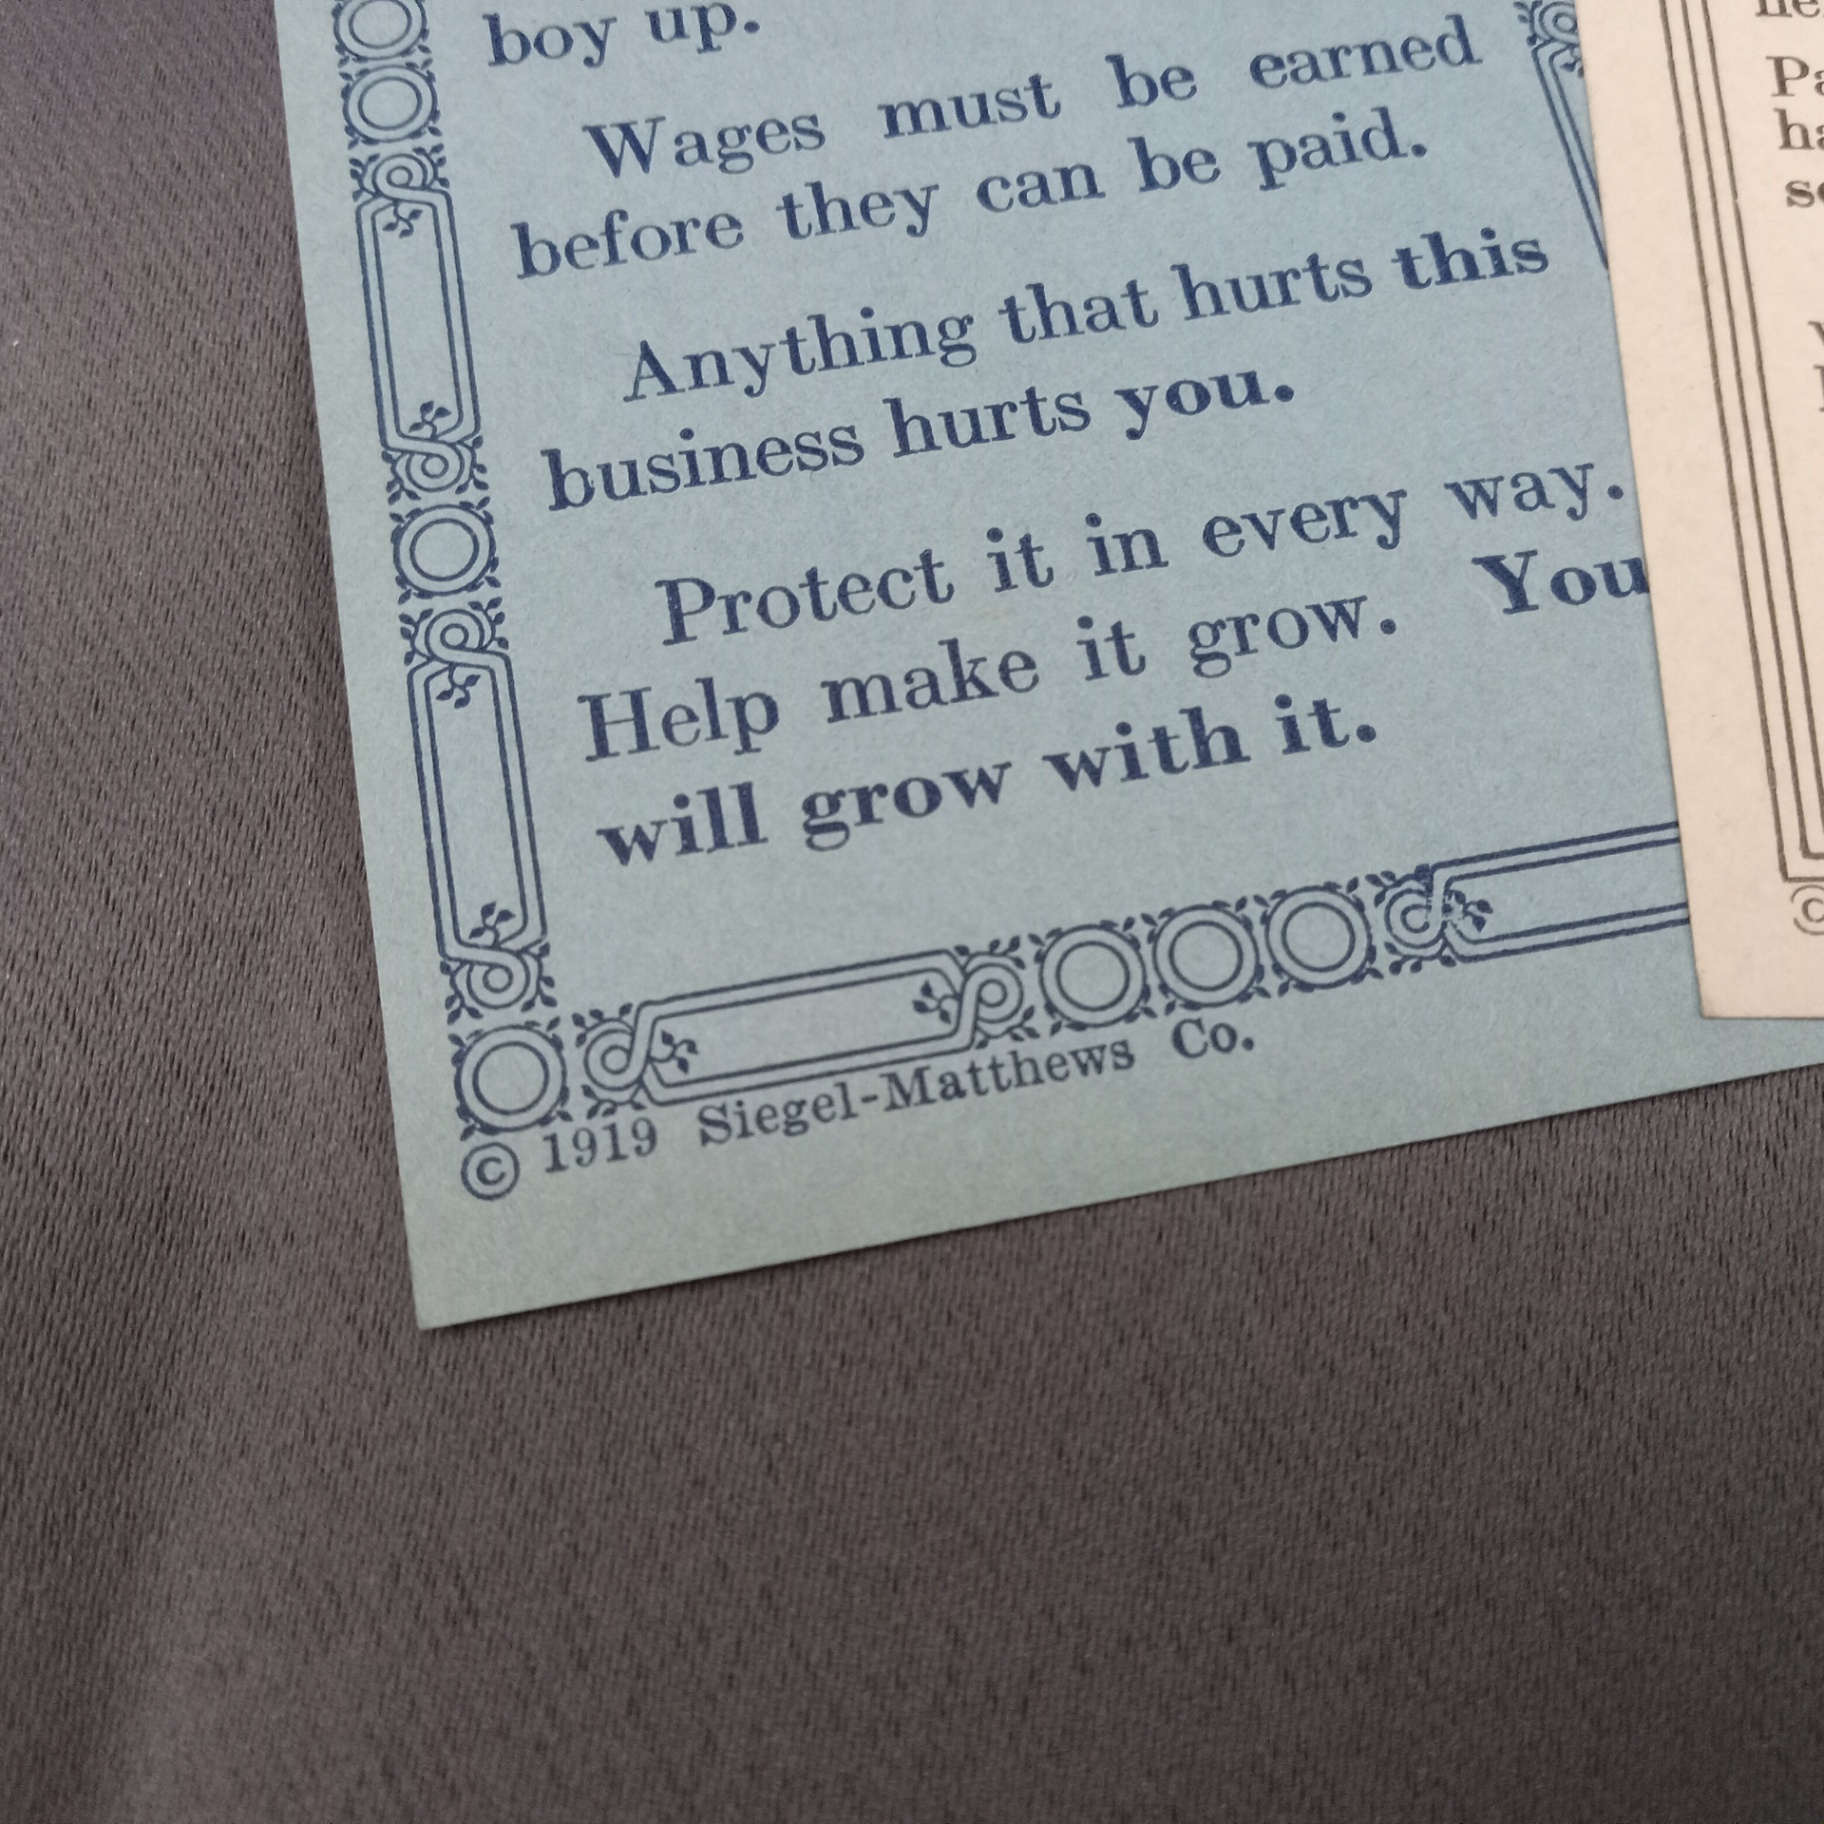 boy up.
Wages must be earned
before they can be paid.
Anything that hurts this
business hurts you.
Protect it in every way.
Help make it grow. You
will grow with it.
© 1919 Siegel-Matthews Co.